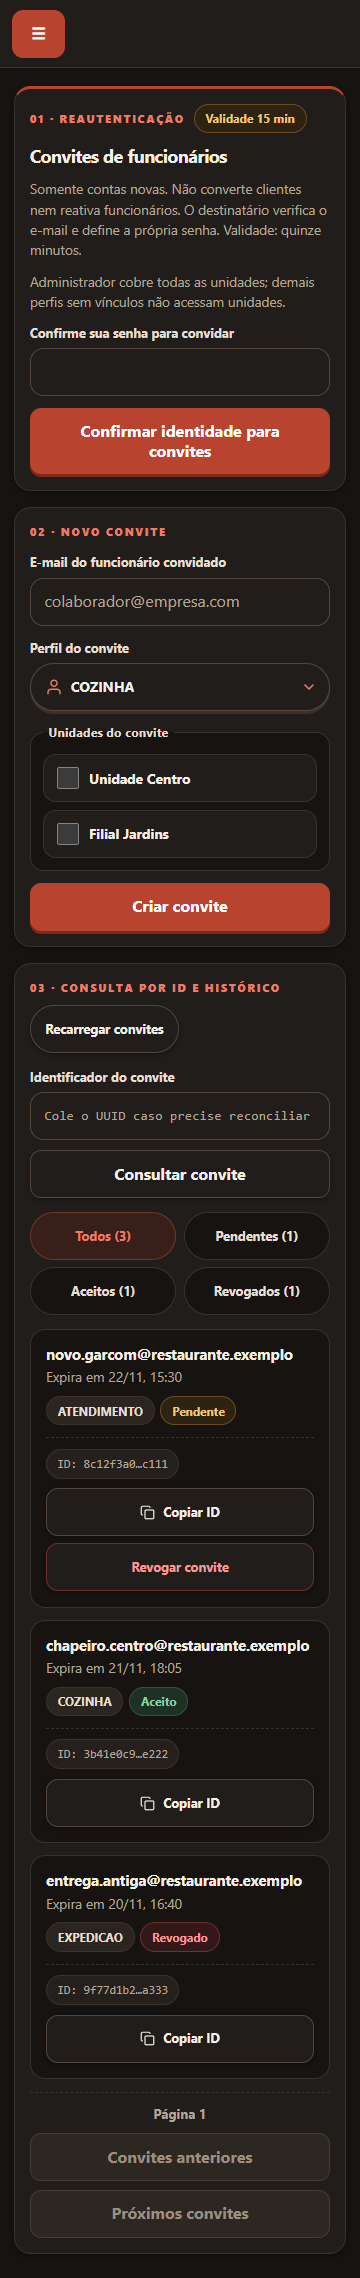 01 · REAUTENTICAÇÃO
Validade 15 min
Convites de funcionários
Somente contas novas. Não converte clientes
nem reativa funcionários. O destinatário verifica o
e-mail e define a própria senha. Validade: quinze
minutos.
Administrador cobre todas as unidades; demais
perfis sem vínculos não acessam unidades.
Confirme sua senha para convidar
Confirmar identidade para
convites
02 · NOVO CONVITE
E-mail do funcionário convidado
colaborador@empresa.com
Perfil do convite
COZINHA
Unidades do convite
Unidade Centro
Filial Jardins
Criar convite
03 · CONSULTA POR ID E HISTÓRICO
Recarregar convites
Identificador do convite
Cole o UUID caso precise reconciliar
Consultar convite
Todos (3)
Pendentes (1)
Aceitos (1)
Revogados (1)
novo.garcom@restaurante.exemplo
Expira em 22/11, 15:30
ATENDIMENTO
Pendente
ID: 8c12f3a0…c111
Copiar ID
Revogar convite
chapeiro.centro@restaurante.exemplo
Expira em 21/11, 18:05
COZINHA
Aceito
ID: 3b41e0c9…e222
Copiar ID
entrega.antiga@restaurante.exemplo
Expira em 20/11, 16:40
EXPEDICAO
Revogado
ID: 9f77d1b2…a333
Copiar ID
Página 1
Convites anteriores
Próximos convites